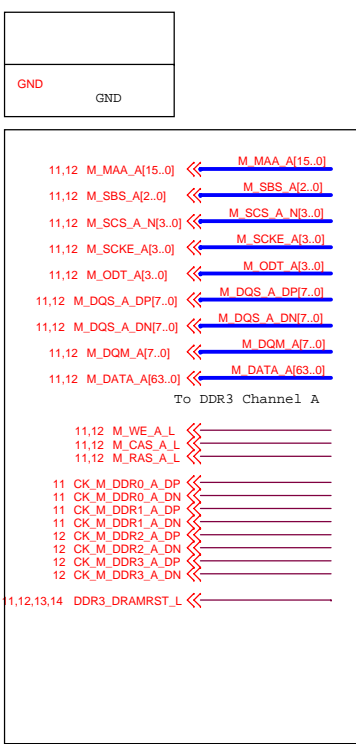 GND
GND
11,12 M_MAA_A[15..0] M_MAA_A[15..0]
11,12 M_SBS_A[2..0] M_SBS_A[2..0]
11,12 M_SCS_A_N[3..0] M_SCS_A_N[3..0]
11,12 M_SCKE_A[3..0] M_SCKE_A[3..0]
11,12 M_ODT_A[3..0] M_ODT_A[3..0]
11,12 M_DQS_A_DP[7..0] M_DQS_A_DP[7..0]
11,12 M_DQS_A_DN[7..0] M_DQS_A_DN[7..0]
11,12 M_DQM_A[7..0] M_DQM_A[7..0]
11,12 M_DATA_A[63..0] M_DATA_A[63..0]
To DDR3 Channel A
11,12 M_WE_A_L
11,12 M_CAS_A_L
11,12 M_RAS_A_L
11 CK_M_DDR0_A_DP
11 CK_M_DDR0_A_DN
11 CK_M_DDR1_A_DP
11 CK_M_DDR1_A_DN
12 CK_M_DDR2_A_DP
12 CK_M_DDR2_A_DN
12 CK_M_DDR3_A_DP
12 CK_M_DDR3_A_DN
11,12,13,14 DDR3_DRAMRST_L